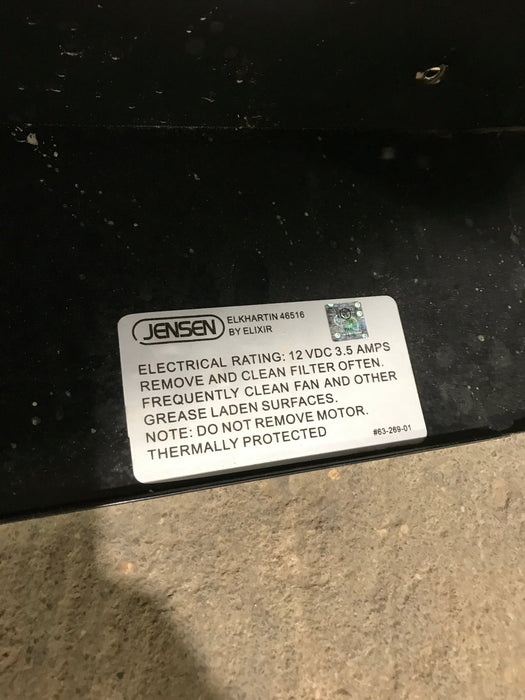 JENSEN
ELKHARTIN 46516
BY ELIXIR
ELECTRICAL RATING: 12 VDC 3.5 AMPS
REMOVE AND CLEAN FILTER OFTEN.
FREQUENTLY CLEAN FAN AND OTHER
GREASE LADEN SURFACES.
NOTE: DO NOT REMOVE MOTOR.
THERMALLY PROTECTED
#63-269-01